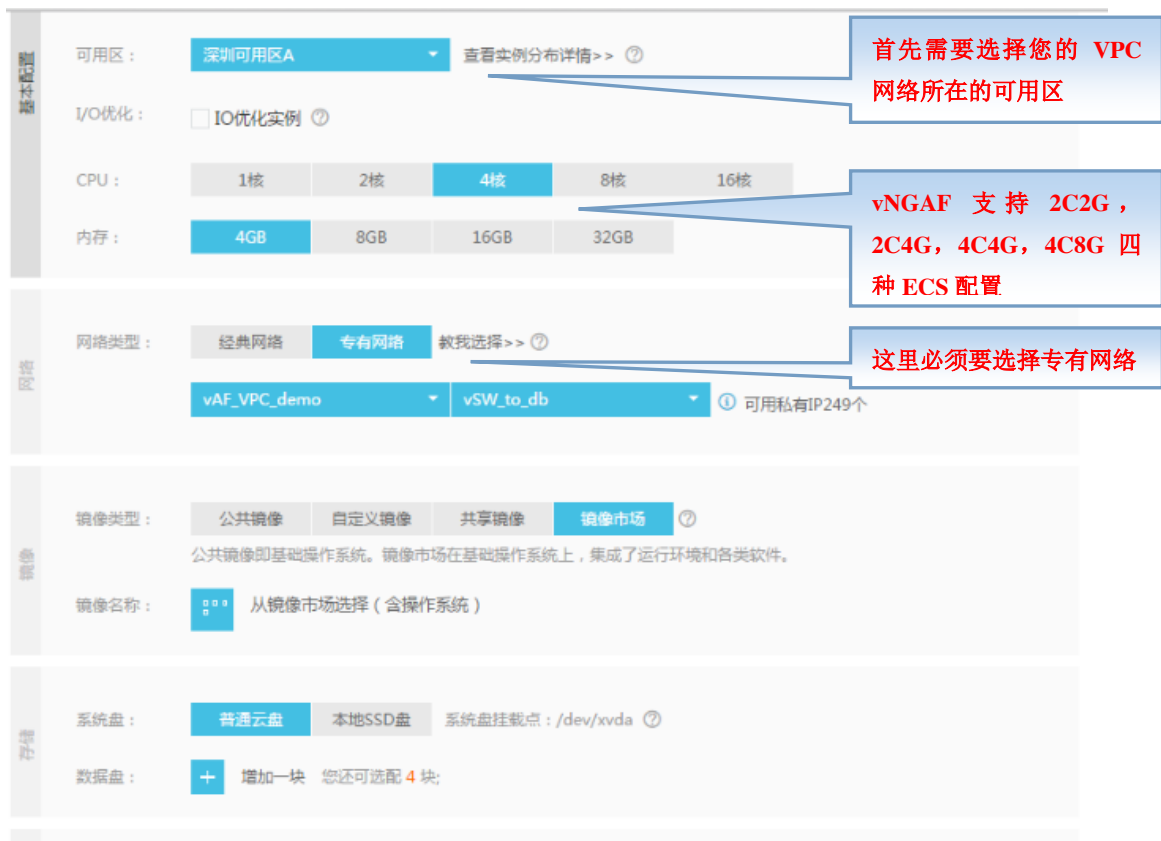 基本配置
可用区： 深圳可用区A 查看实例分布详情>>
首先需要选择您的 VPC
网络所在的可用区
I/O优化： IO优化实例
CPU： 1核 2核 4核 8核 16核
内存： 4GB 8GB 16GB 32GB
vNGAF 支持 2C2G，
2C4G，4C4G，4C8G 四
种 ECS 配置
网络
网络类型： 经典网络 专有网络 教我选择>>
这里必须要选择专有网络
vAF_VPC_demo vSW_to_db 可用私有IP249个
镜像
镜像类型： 公共镜像 自定义镜像 共享镜像 镜像市场
公共镜像即基础操作系统。镜像市场在基础操作系统上，集成了运行环境和各类软件。
镜像名称： 从镜像市场选择（含操作系统）
存储
系统盘： 普通云盘 本地SSD盘 系统盘挂载点：/dev/xvda
数据盘： 增加一块 您还可选配 4 块;